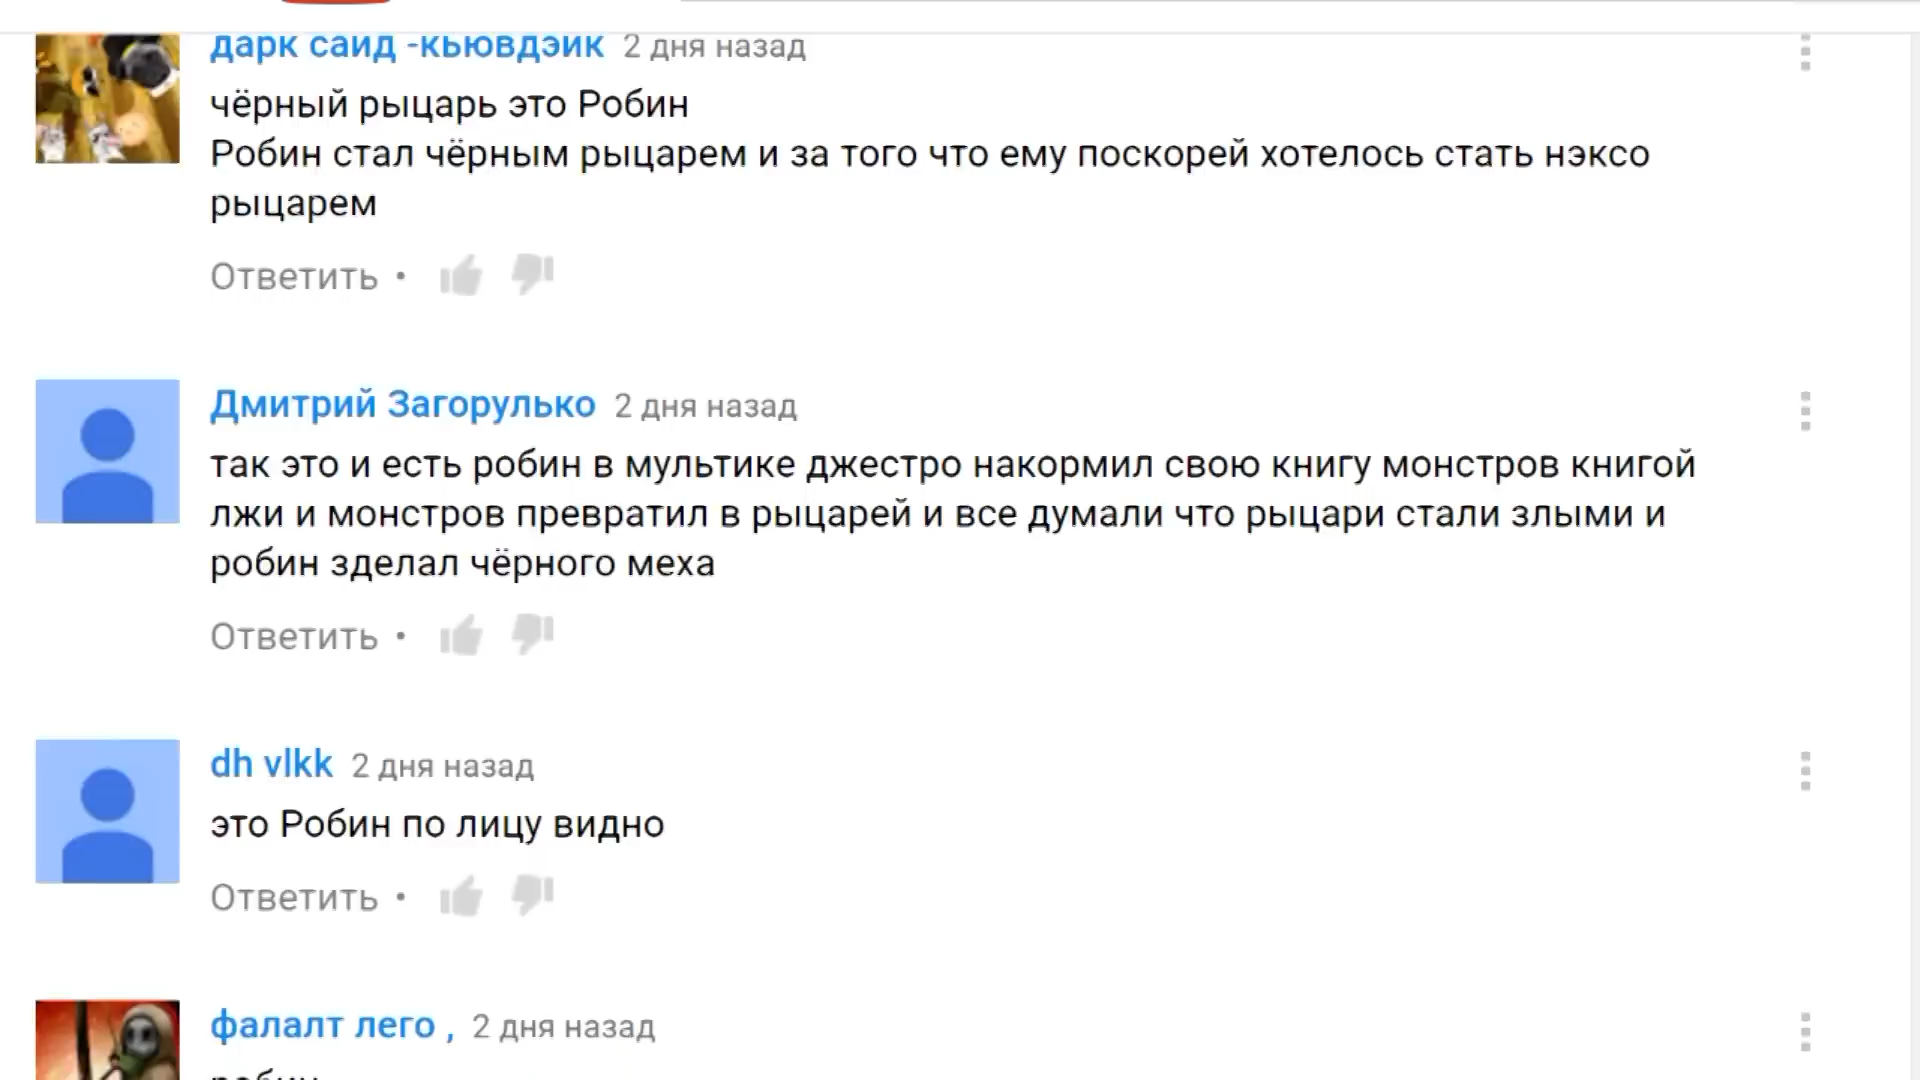 дарк саид -кьювдэик 2 дня назад
чёрный рыцарь это Робин
Робин стал чёрным рыцарем и за того что ему поскорей хотелось стать нэксо
рыцарем
Ответить •
Дмитрий Загорулько 2 дня назад
так это и есть робин в мультике джестро накормил свою книгу монстров книгой
лжи и монстров превратил в рыцарей и все думали что рыцари стали злыми и
робин зделал чёрного меха
Ответить •
dh vlkk 2 дня назад
это Робин по лицу видно
Ответить •
фалалт лего , 2 дня назад
робин